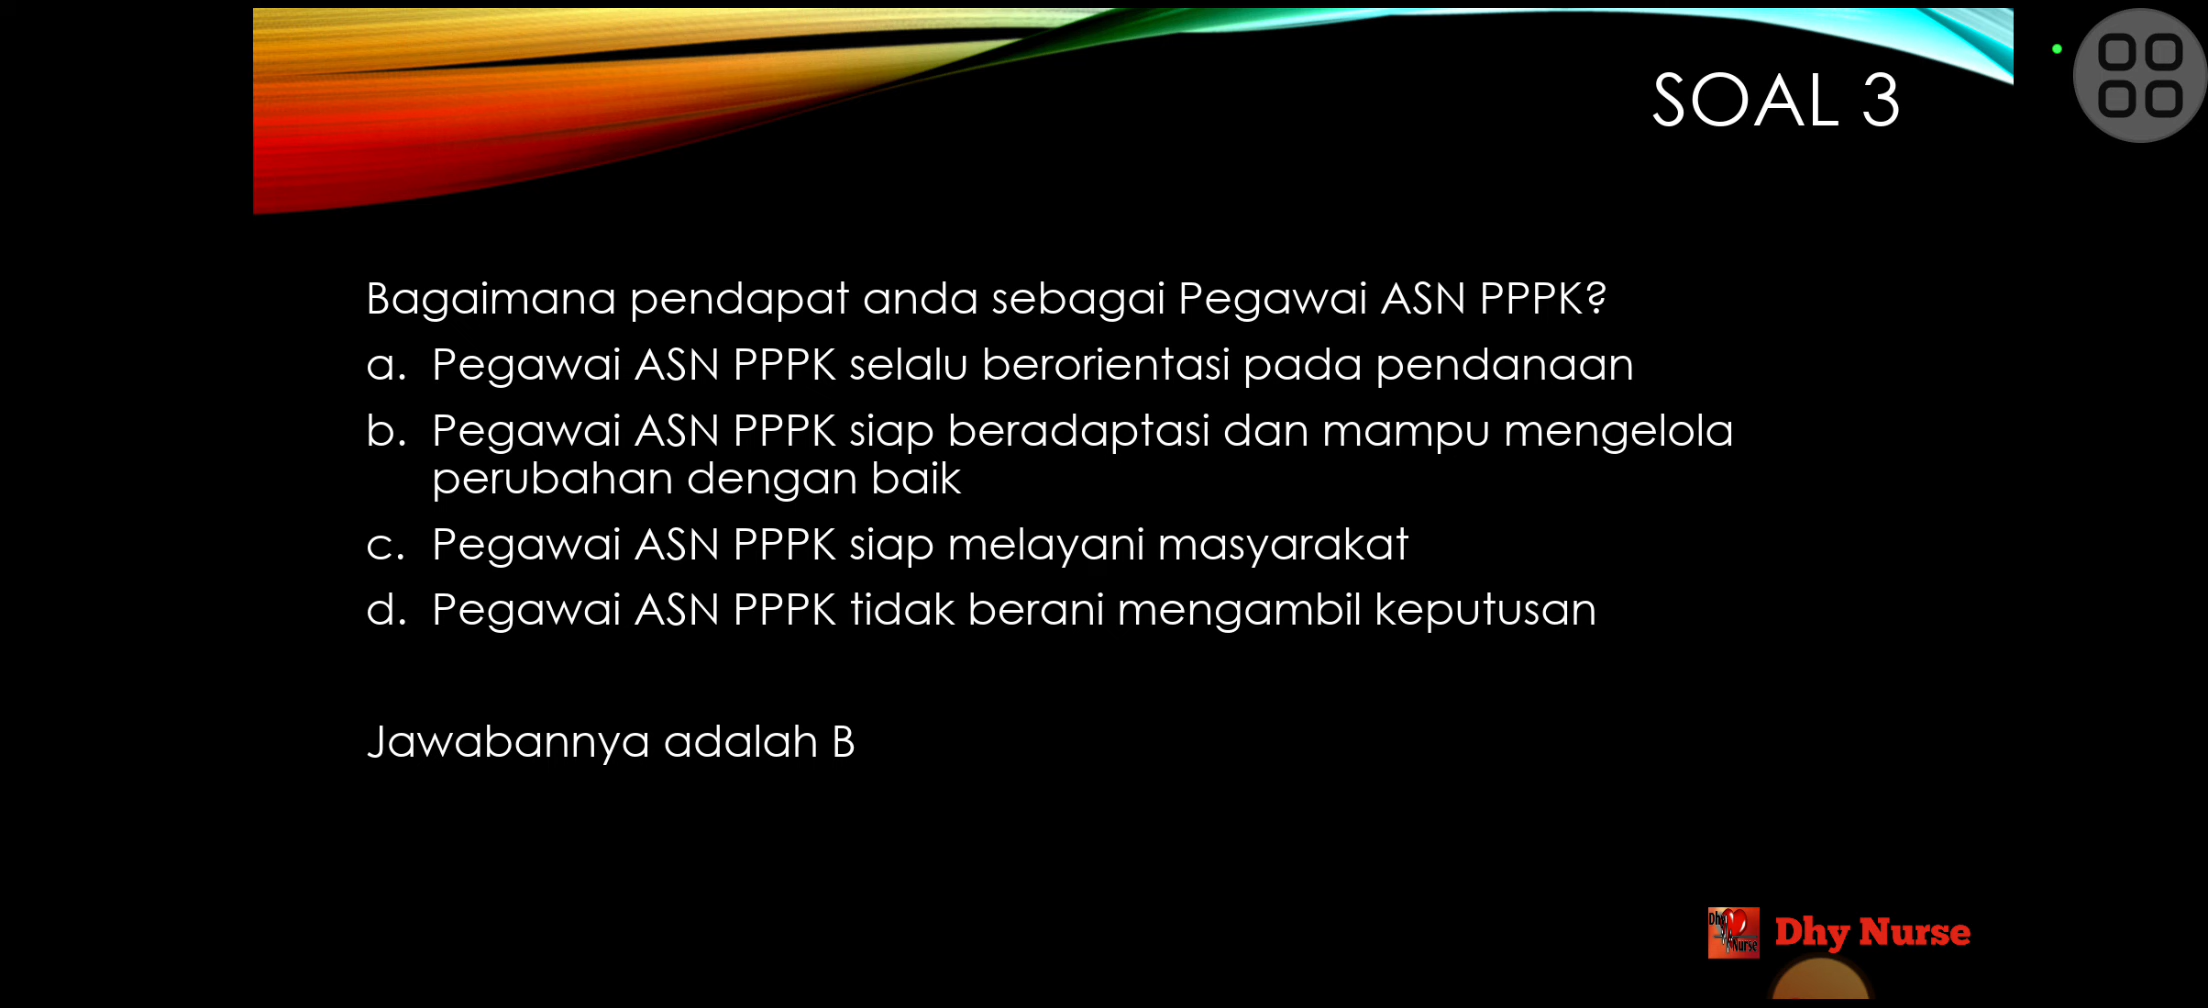 SOAL 3
Bagaimana pendapat anda sebagai Pegawai ASN PPPK?
a. Pegawai ASN PPPK selalu berorientasi pada pendanaan
b. Pegawai ASN PPPK siap beradaptasi dan mampu mengelola
perubahan dengan baik
c. Pegawai ASN PPPK siap melayani masyarakat
d. Pegawai ASN PPPK tidak berani mengambil keputusan
Jawabannya adalah B
Dhy
Nurse
Dhy Nurse